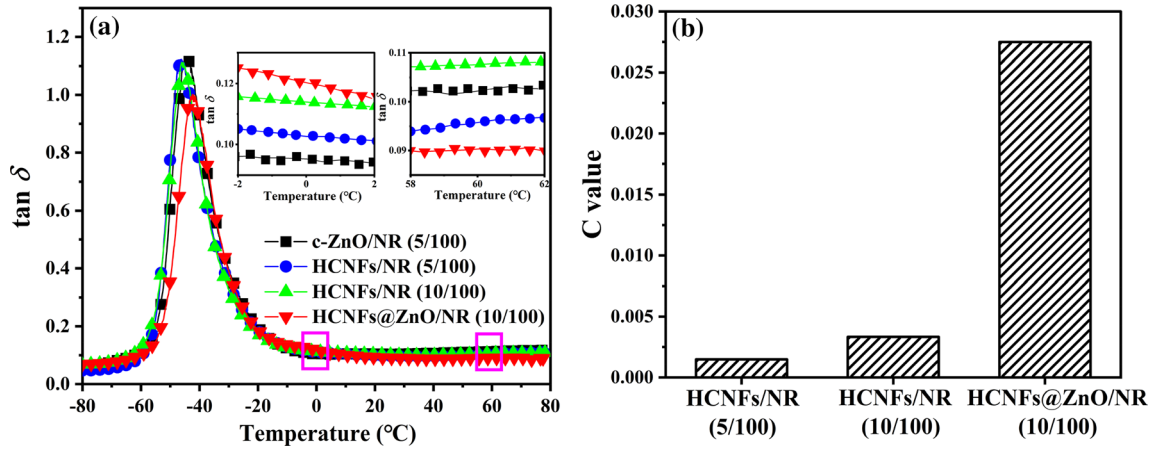 (a)
tan δ
1.2
1.0
0.8
0.6
0.4
0.2
0.0
-80 -60 -40 -20 0 20 40 60 80
Temperature (°C)
tan δ
0.12
0.10
-2 0 2
Temperature (°C)
tan δ
0.11
0.10
0.09
58 60 62
Temperature (°C)
c-ZnO/NR (5/100)
HCNFs/NR (5/100)
HCNFs/NR (10/100)
HCNFs@ZnO/NR (10/100)
(b)
C value
0.030
0.025
0.020
0.015
0.010
0.005
0.000
HCNFs/NR HCNFs/NR HCNFs@ZnO/NR
(5/100) (10/100) (10/100)